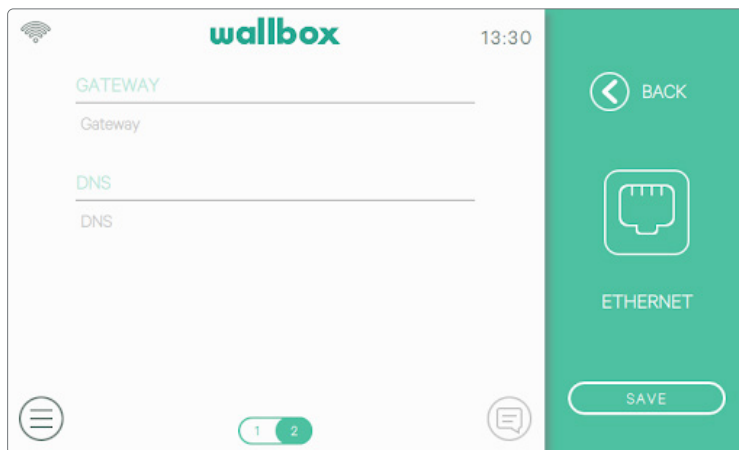 wallbox
13:30
GATEWAY
Gateway
DNS
DNS
1 2
BACK
ETHERNET
SAVE